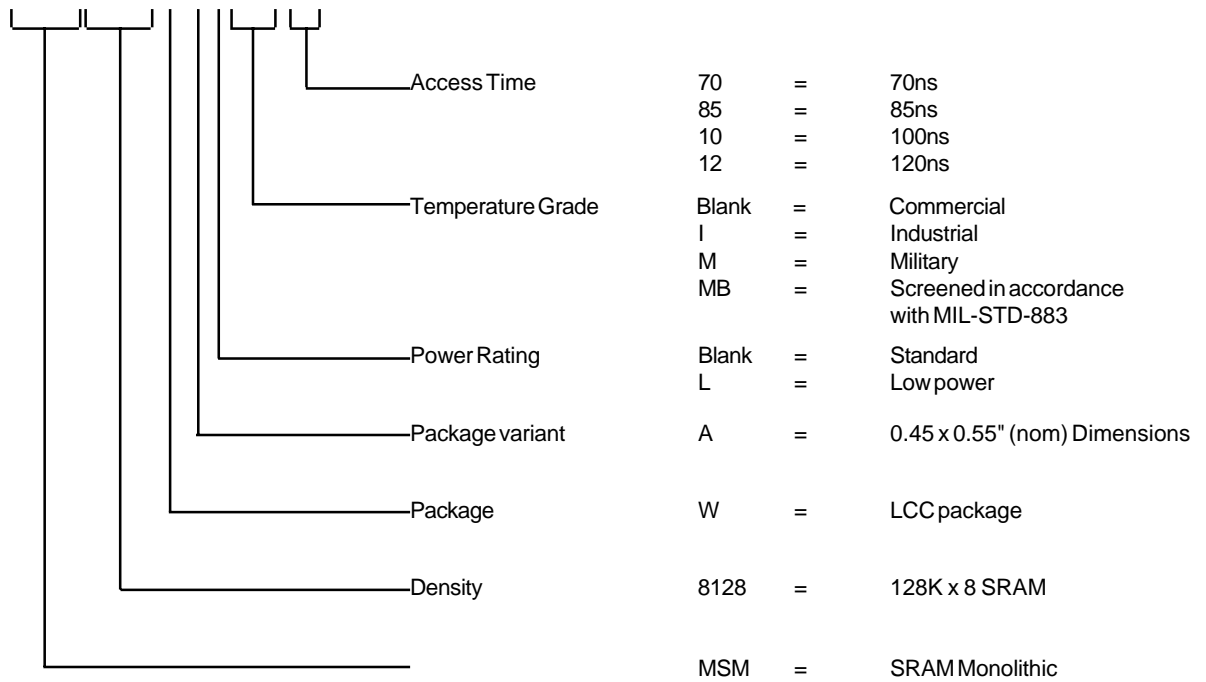 Access Time 70 = 70ns
85 = 85ns
10 = 100ns
12 = 120ns
Temperature Grade Blank = Commercial
I = Industrial
M = Military
MB = Screened in accordance
with MIL-STD-883
Power Rating Blank = Standard
L = Low power
Package variant A = 0.45 x 0.55" (nom) Dimensions
Package W = LCC package
Density 8128 = 128K x 8 SRAM
MSM = SRAM Monolithic